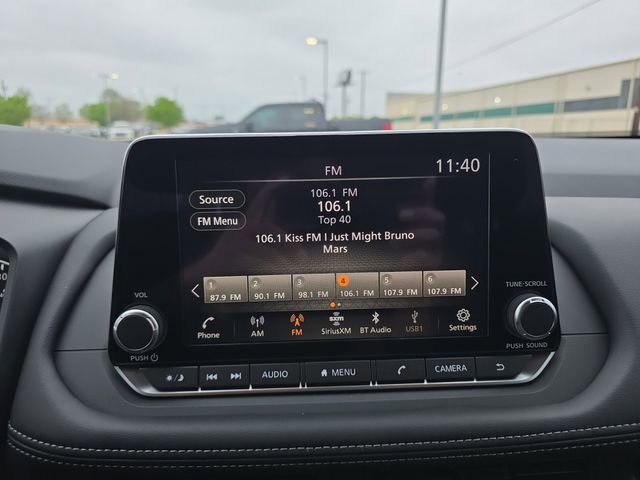 FM
11:40
Source
FM Menu
106.1 FM
106.1
Top 40
106.1 Kiss FM I Just Might Bruno
Mars
1 2 3 4 5 6
87.9 FM 90.1 FM 98.1 FM 106.1 FM 107.9 FM 107.9 FM
Phone AM FM SiriusXM BT Audio USB1 Settings
sxm
VOL
PUSH
TUNE·SCROLL
PUSH SOUND
AUDIO MENU CAMERA